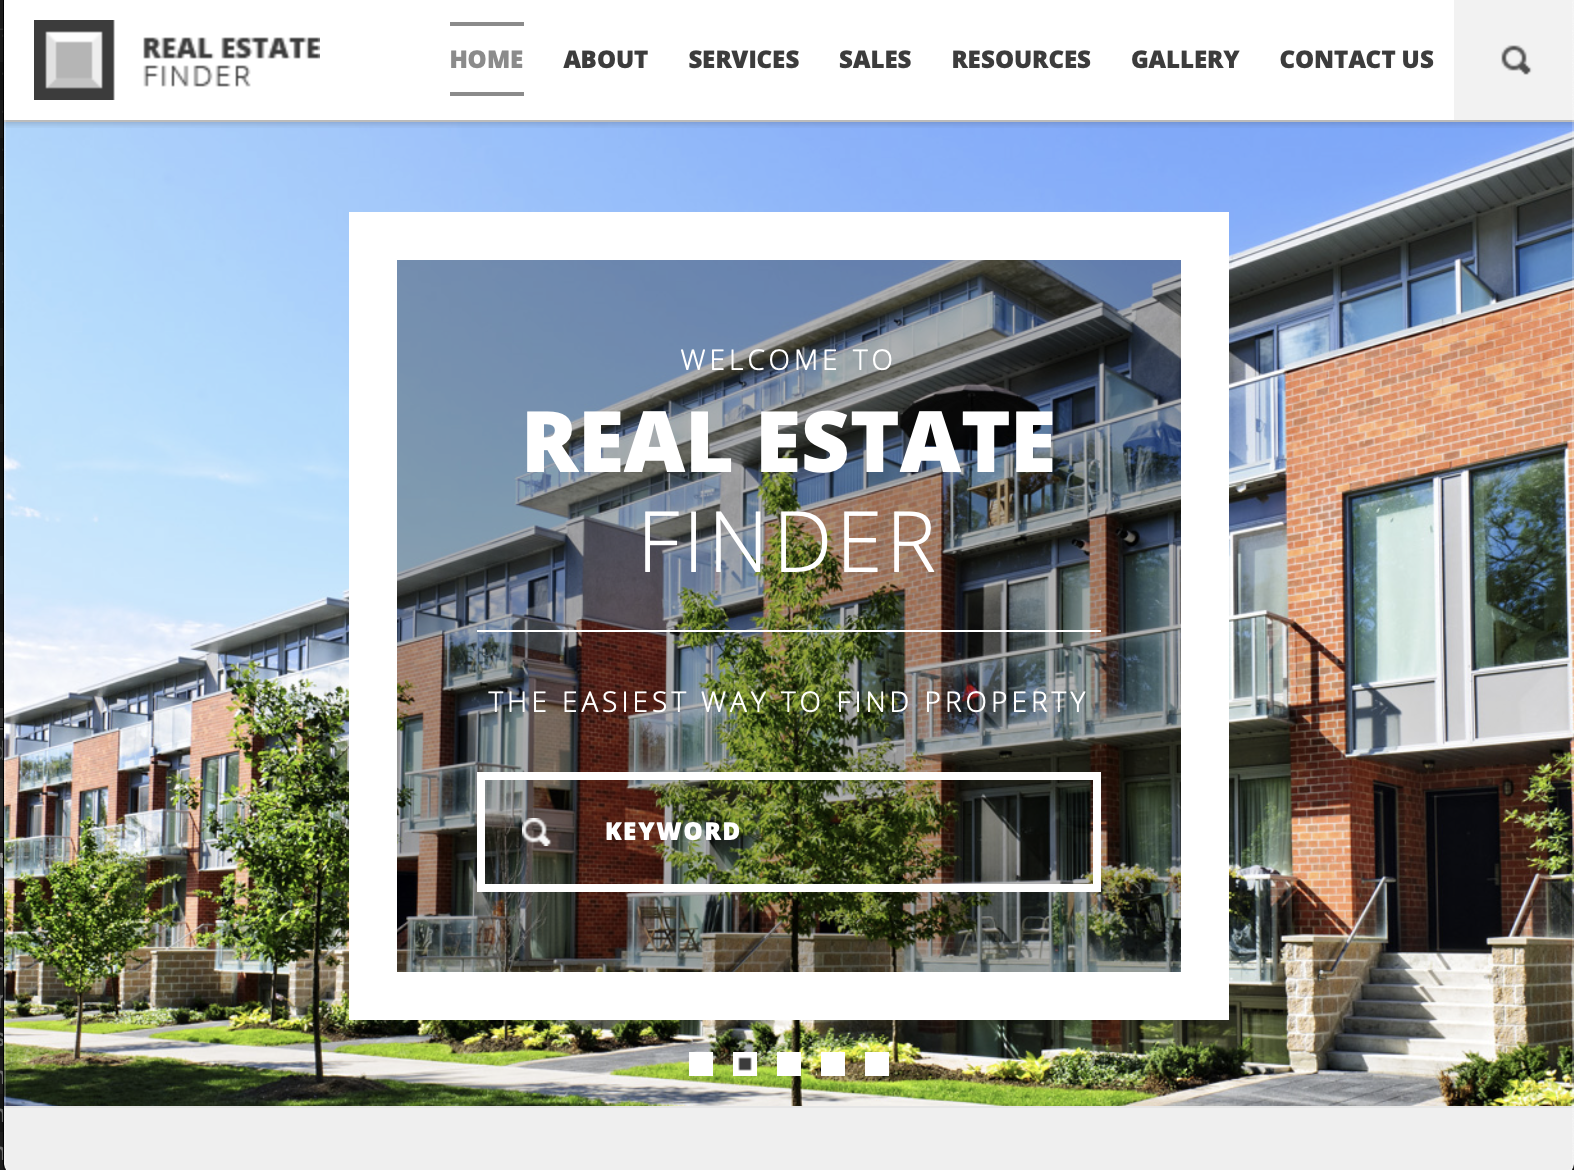 REAL ESTATE
FINDER
HOME ABOUT SERVICES SALES RESOURCES GALLERY CONTACT US
WELCOME TO
REAL ESTATE
FINDER
THE EASIEST WAY TO FIND PROPERTY
KEYWORD